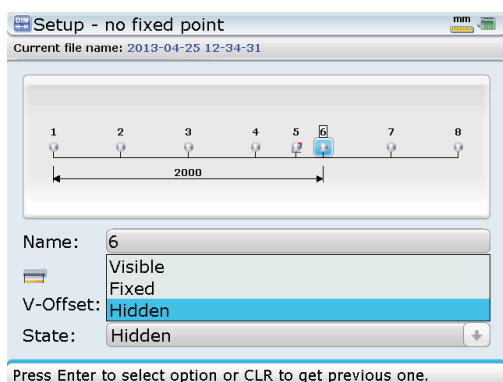 DIM
Setup - no fixed point
mm
Current file name: 2013-04-25 12-34-31
1 2 3 4 5 6 7 8
2000
Name: 6
Visible
Fixed
V-Offset: Hidden
State: Hidden
Press Enter to select option or CLR to get previous one.